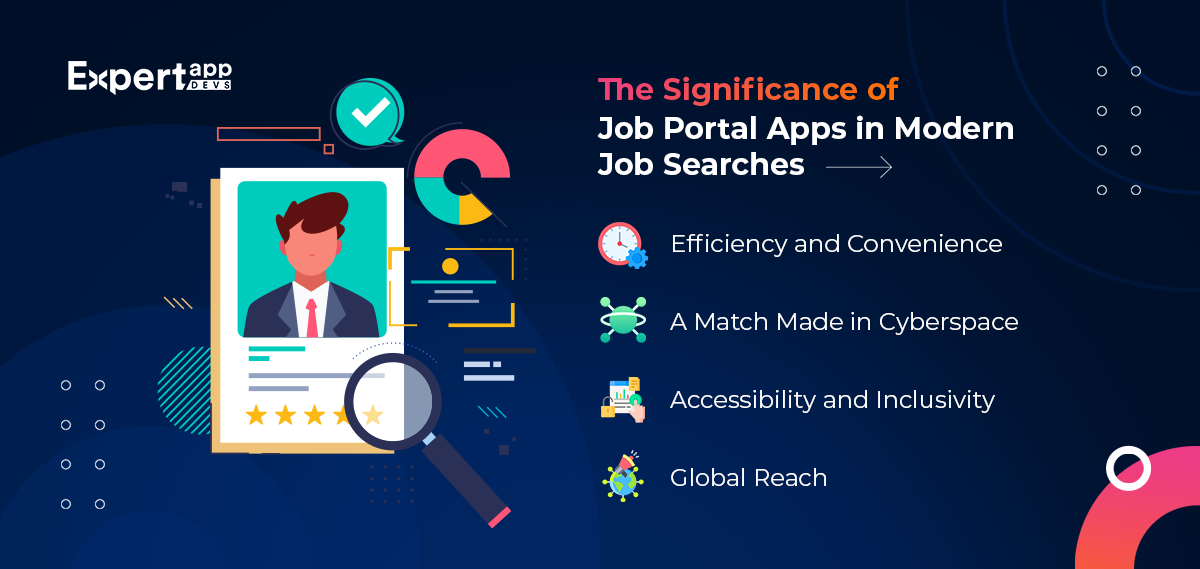 Expert app
DEVS
The Significance of
Job Portal Apps in Modern
Job Searches
Efficiency and Convenience
A Match Made in Cyberspace
Accessibility and Inclusivity
Global Reach